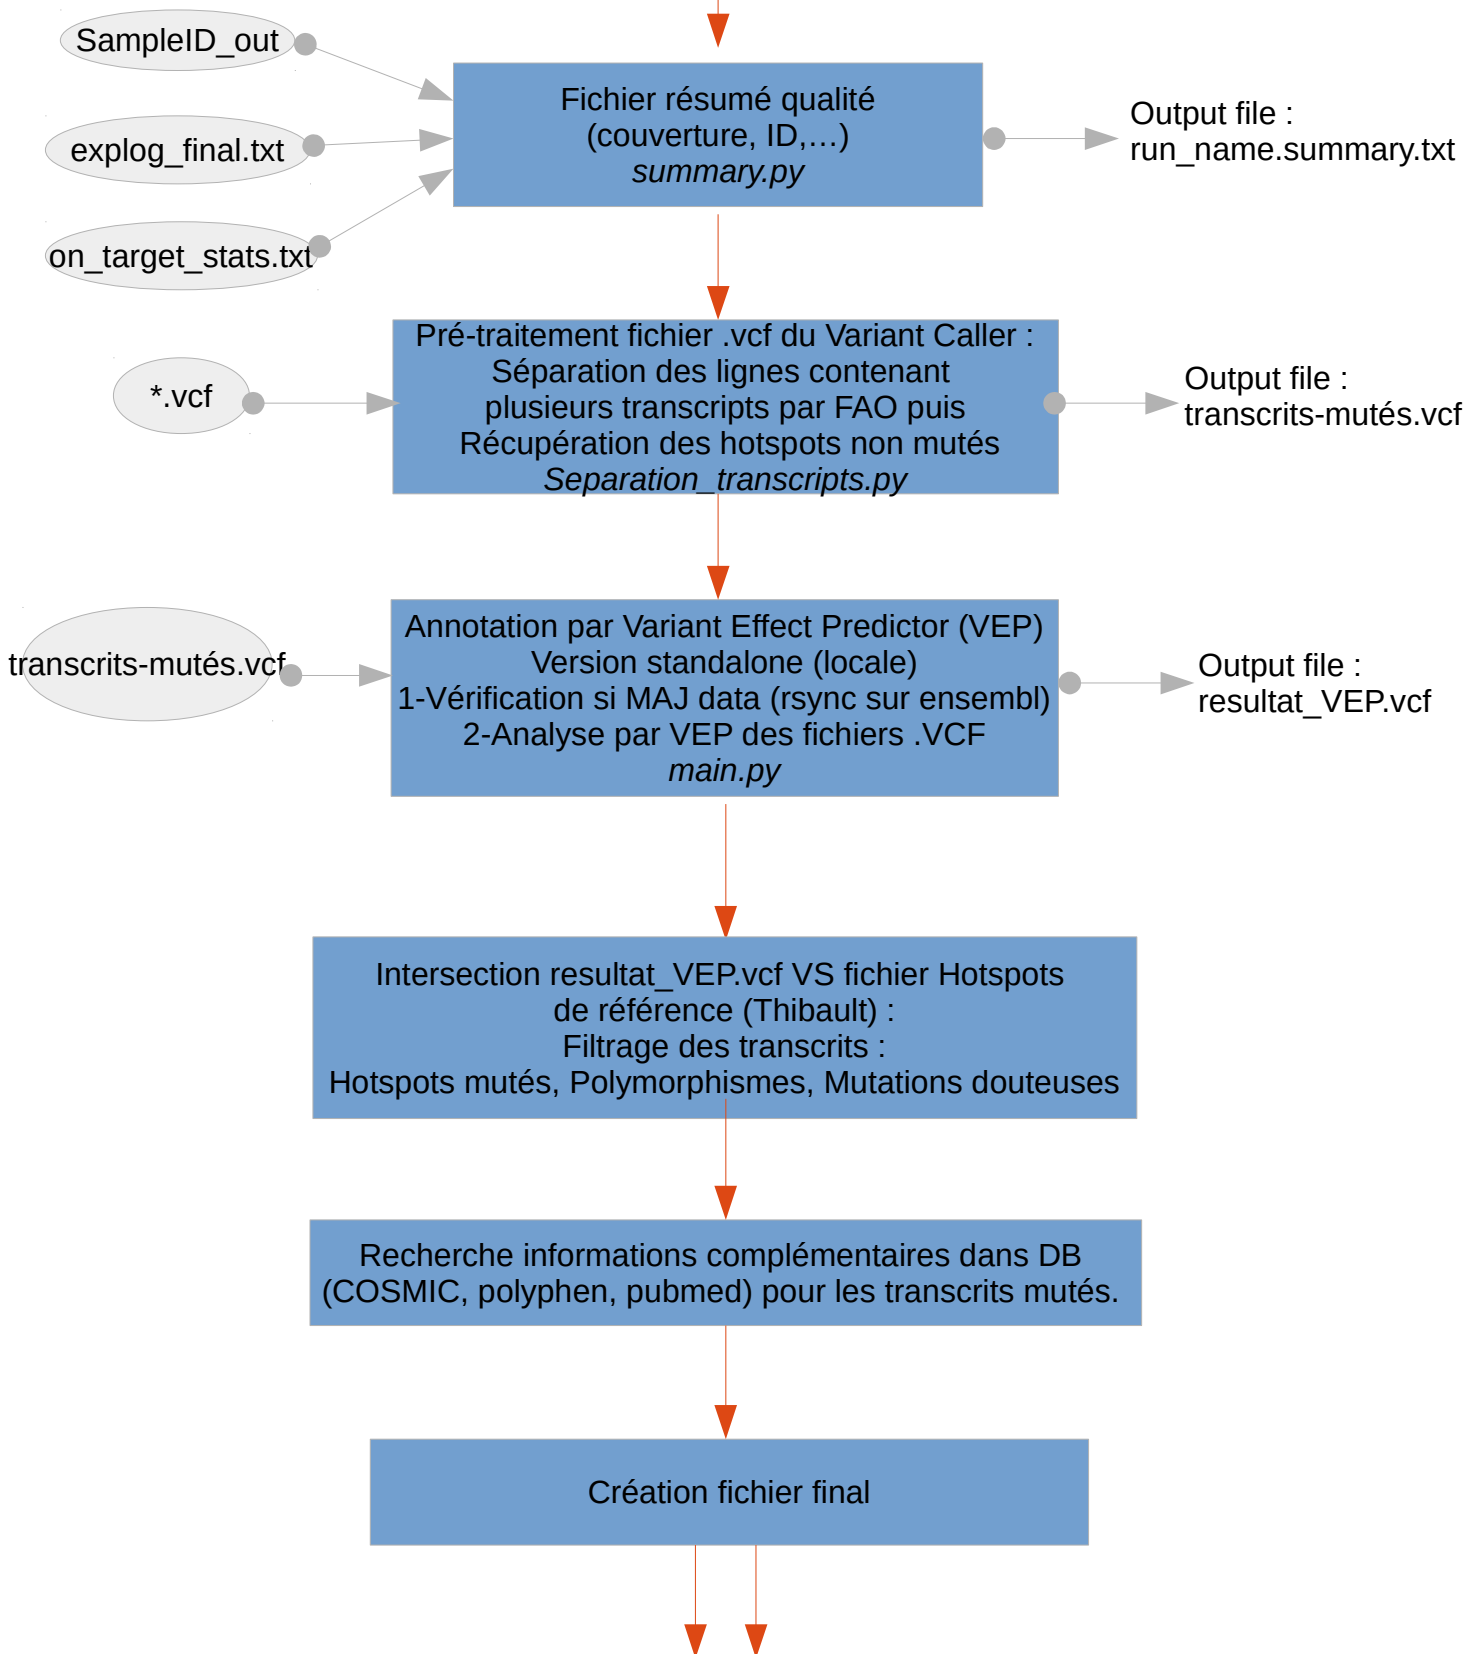 SampleID_out
explog_final.txt
on_target_stats.txt
Fichier résumé qualité
(couverture, ID,…)
summary.py
Output file :
run_name.summary.txt
*.vcf
Pré-traitement fichier .vcf du Variant Caller :
Séparation des lignes contenant
plusieurs transcripts par FAO puis
Récupération des hotspots non mutés
Separation_transcripts.py
Output file :
transcrits-mutés.vcf
transcrits-mutés.vcf
Annotation par Variant Effect Predictor (VEP)
Version standalone (locale)
1-Vérification si MAJ data (rsync sur ensembl)
2-Analyse par VEP des fichiers .VCF
main.py
Output file :
resultat_VEP.vcf
Intersection resultat_VEP.vcf VS fichier Hotspots
de référence (Thibault) :
Filtrage des transcrits :
Hotspots mutés, Polymorphismes, Mutations douteuses
Recherche informations complémentaires dans DB
(COSMIC, polyphen, pubmed) pour les transcrits mutés.
Création fichier final